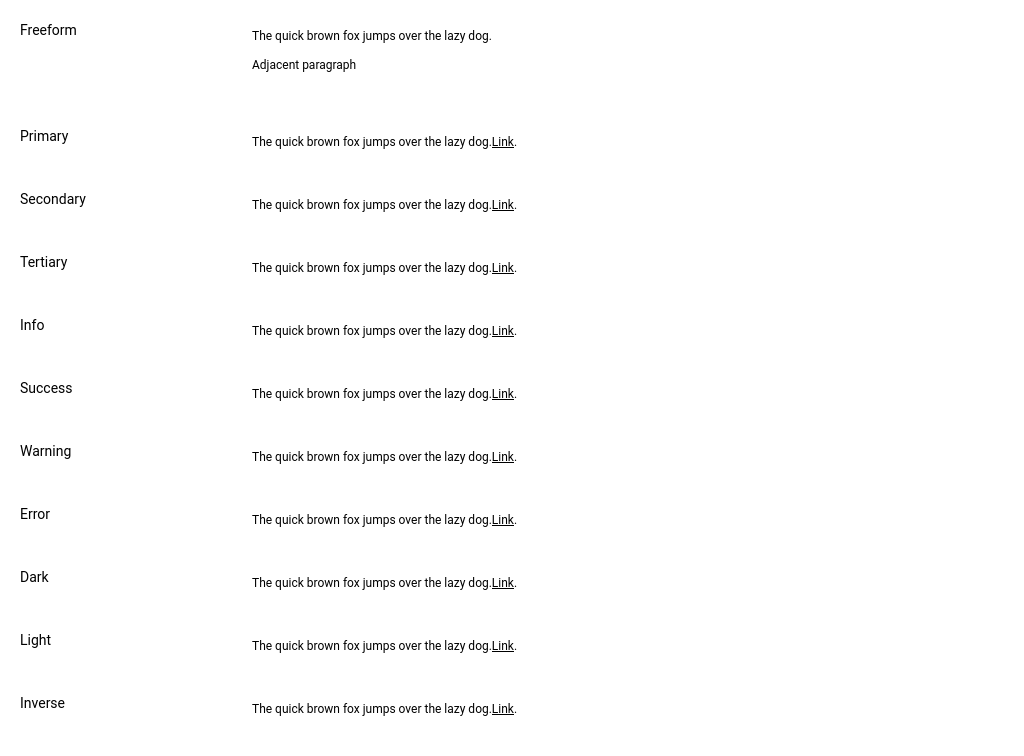 Freeform
The quick brown fox jumps over the lazy dog.
Adjacent paragraph
Primary
The quick brown fox jumps over the lazy dog.Link.
Secondary
The quick brown fox jumps over the lazy dog.Link.
Tertiary
The quick brown fox jumps over the lazy dog.Link.
Info
The quick brown fox jumps over the lazy dog.Link.
Success
The quick brown fox jumps over the lazy dog.Link.
Warning
The quick brown fox jumps over the lazy dog.Link.
Error
The quick brown fox jumps over the lazy dog.Link.
Dark
The quick brown fox jumps over the lazy dog.Link.
Light
The quick brown fox jumps over the lazy dog.Link.
Inverse
The quick brown fox jumps over the lazy dog.Link.